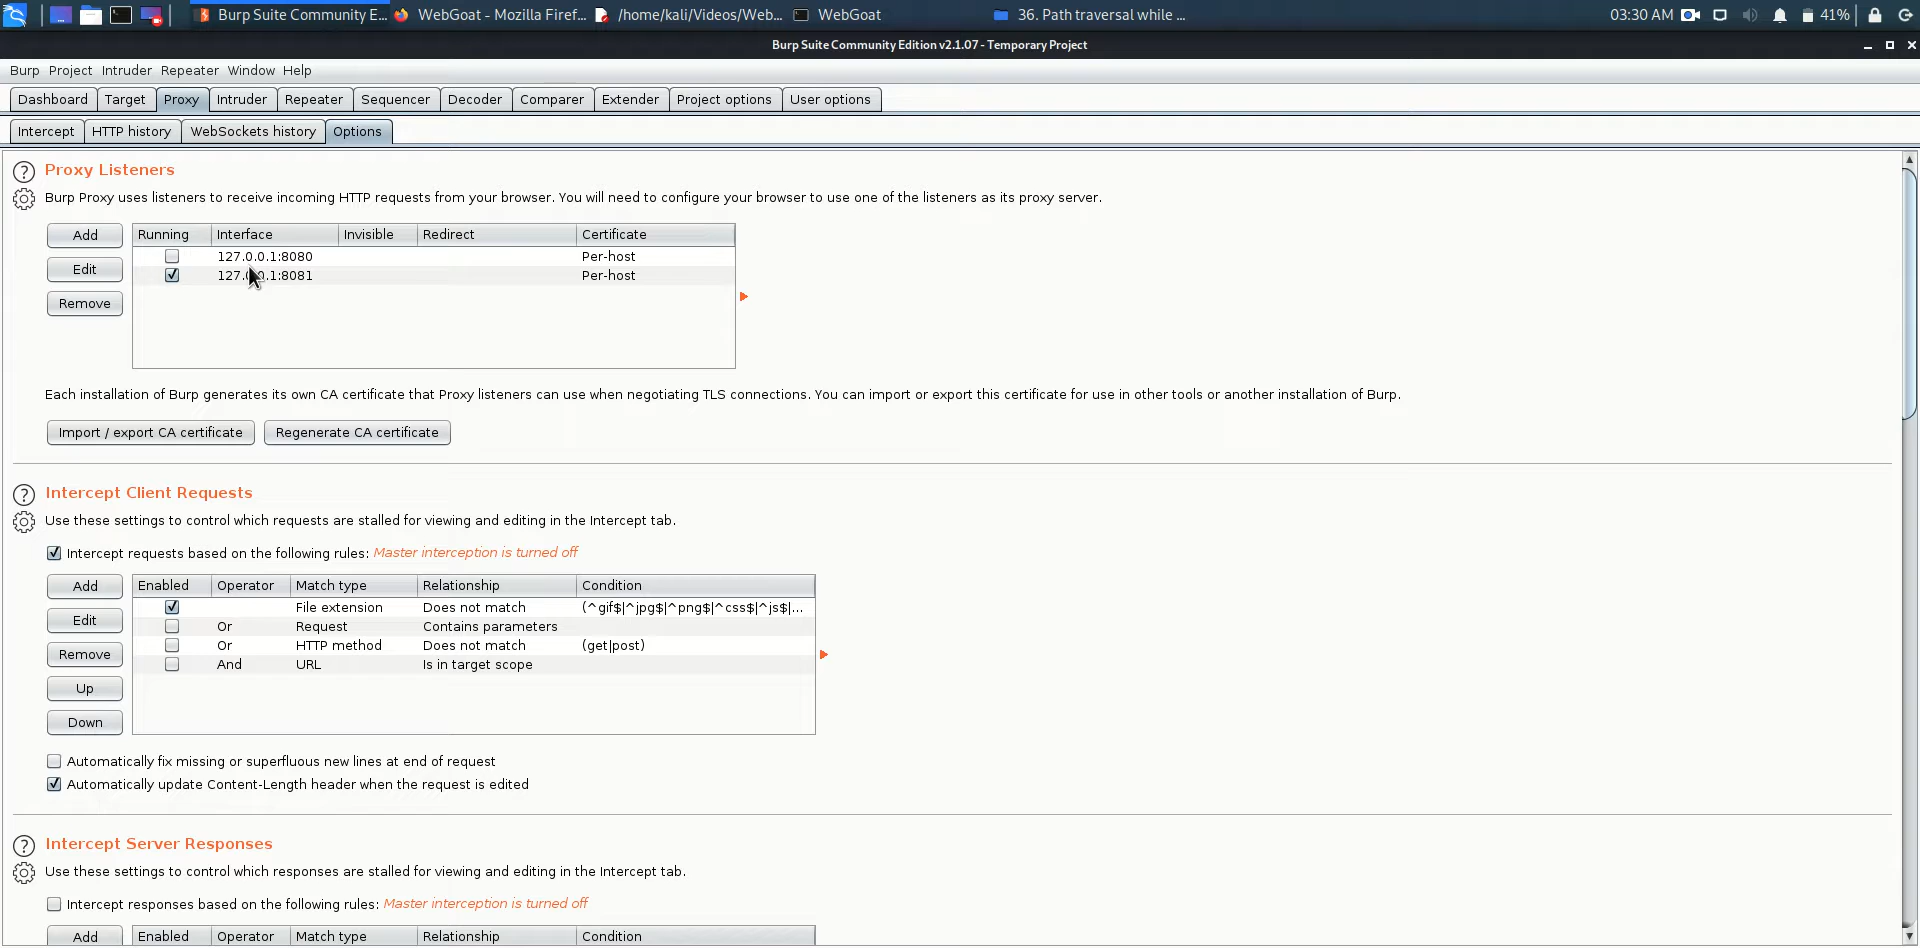 Burp Suite Community E... WebGoat - Mozilla Firef... /home/kali/Videos/Web... WebGoat 36. Path traversal while ... 03:30 AM 41%
Burp Suite Community Edition v2.1.07 - Temporary Project
Burp Project Intruder Repeater Window Help
Dashboard Target Proxy Intruder Repeater Sequencer Decoder Comparer Extender Project options User options
Intercept HTTP history WebSockets history Options
? Proxy Listeners
Burp Proxy uses listeners to receive incoming HTTP requests from your browser. You will need to configure your browser to use one of the listeners as its proxy server.
Add Running Interface Invisible Redirect Certificate
127.0.0.1:8080 Per-host
Edit 127.0.0.1:8081 Per-host
Remove
Each installation of Burp generates its own CA certificate that Proxy listeners can use when negotiating TLS connections. You can import or export this certificate for use in other tools or another installation of Burp.
Import / export CA certificate Regenerate CA certificate
? Intercept Client Requests
Use these settings to control which requests are stalled for viewing and editing in the Intercept tab.
Intercept requests based on the following rules: Master interception is turned off
Add Enabled Operator Match type Relationship Condition
File extension Does not match (^gif$|^jpg$|^png$|^css$|^js$|...
Edit Or Request Contains parameters
Or HTTP method Does not match (get|post)
Remove And URL Is in target scope
Up
Down
Automatically fix missing or superfluous new lines at end of request
Automatically update Content-Length header when the request is edited
? Intercept Server Responses
Use these settings to control which responses are stalled for viewing and editing in the Intercept tab.
Intercept responses based on the following rules: Master interception is turned off
Add Enabled Operator Match type Relationship Condition